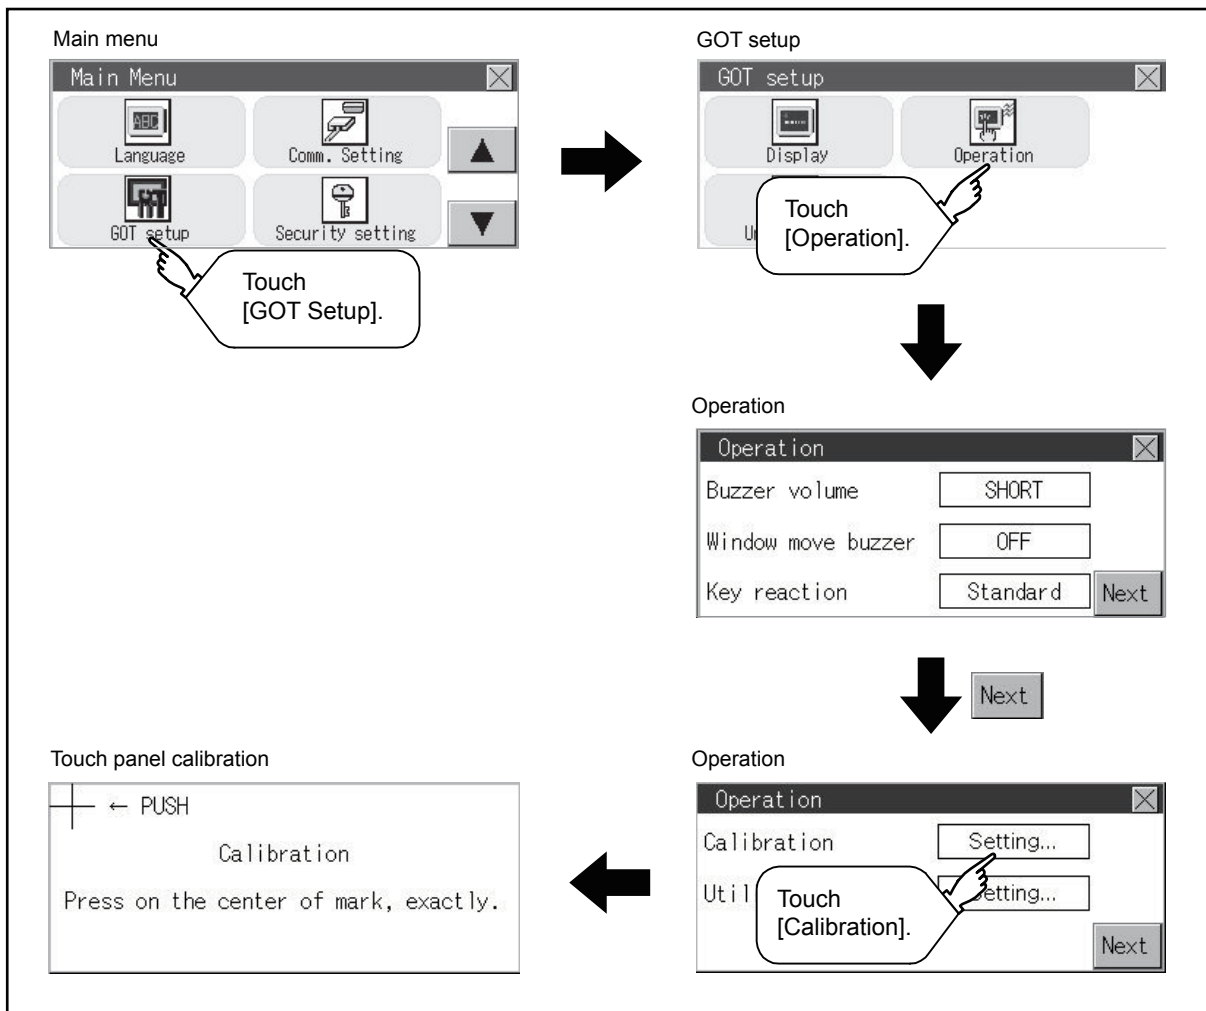 Main menu
Main Menu
Language
Comm. Setting
GOT setup
Security setting
Touch
[GOT Setup].
GOT setup
GOT setup
Display
Operation
Touch
[Operation].
Operation
Operation
Buzzer volume SHORT
Window move buzzer OFF
Key reaction Standard Next
Next
Operation
Operation
Calibration Setting...
Setting...
Touch
[Calibration].
Next
Touch panel calibration
← PUSH
Calibration
Press on the center of mark, exactly.